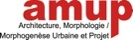 amup
Architecture, Morphologie /
Morphogenèse Urbaine et Projet